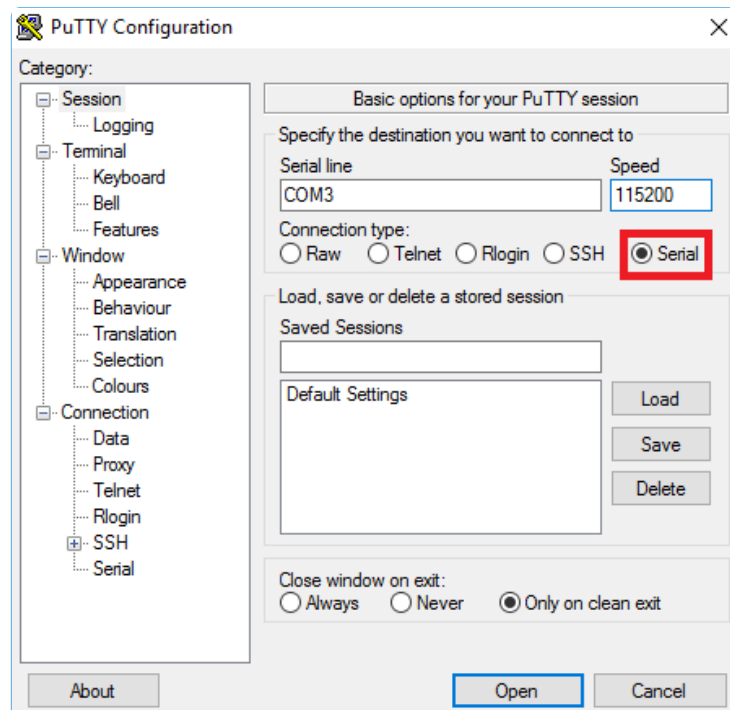 PuTTY Configuration
Category:
Session
Logging
Terminal
Keyboard
Bell
Features
Window
Appearance
Behaviour
Translation
Selection
Colours
Connection
Data
Proxy
Telnet
Rlogin
SSH
Serial
Basic options for your PuTTY session
Specify the destination you want to connect to
Serial line Speed
COM3 115200
Connection type:
Raw Telnet Rlogin SSH Serial
Load, save or delete a stored session
Saved Sessions
Default Settings
Load
Save
Delete
Close window on exit:
Always Never Only on clean exit
About Open Cancel